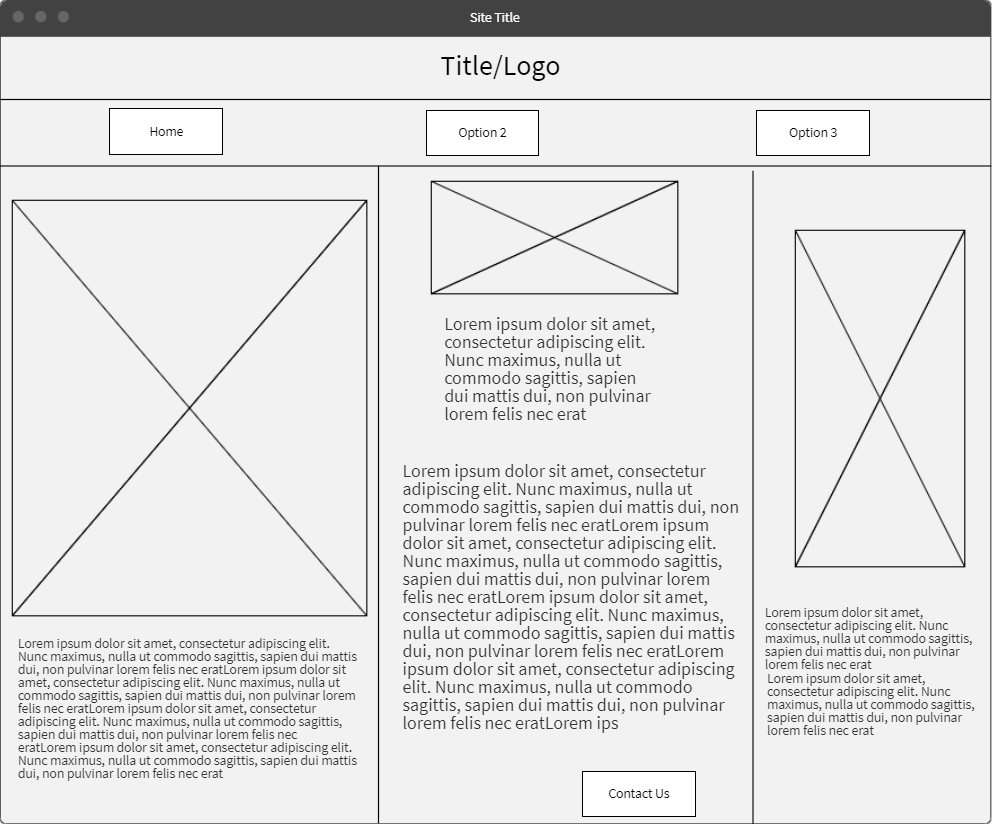 Site Title
Title/Logo
Home
Option 2
Option 3
Lorem ipsum dolor sit amet, consectetur adipiscing elit.
Nunc maximus, nulla ut commodo sagittis, sapien dui mattis
dui, non pulvinar lorem felis nec eratLorem ipsum dolor sit
amet, consectetur adipiscing elit. Nunc maximus, nulla ut
commodo sagittis, sapien dui mattis dui, non pulvinar lorem
felis nec eratLorem ipsum dolor sit amet, consectetur
adipiscing elit. Nunc maximus, nulla ut commodo sagittis,
sapien dui mattis dui, non pulvinar lorem felis nec
eratLorem ipsum dolor sit amet, consectetur adipiscing elit.
Nunc maximus, nulla ut commodo sagittis, sapien dui mattis
dui, non pulvinar lorem felis nec erat
Lorem ipsum dolor sit amet,
consectetur adipiscing elit.
Nunc maximus, nulla ut
commodo sagittis, sapien
dui mattis dui, non pulvinar
lorem felis nec erat
Lorem ipsum dolor sit amet, consectetur
adipiscing elit. Nunc maximus, nulla ut
commodo sagittis, sapien dui mattis dui, non
pulvinar lorem felis nec eratLorem ipsum
dolor sit amet, consectetur adipiscing elit.
Nunc maximus, nulla ut commodo sagittis,
sapien dui mattis dui, non pulvinar lorem
felis nec eratLorem ipsum dolor sit amet,
consectetur adipiscing elit. Nunc maximus,
nulla ut commodo sagittis, sapien dui mattis
dui, non pulvinar lorem felis nec eratLorem
ipsum dolor sit amet, consectetur adipiscing
elit. Nunc maximus, nulla ut commodo
sagittis, sapien dui mattis dui, non pulvinar
lorem felis nec eratLorem ips
Contact Us
Lorem ipsum dolor sit amet,
consectetur adipiscing elit. Nunc
maximus, nulla ut commodo sagittis,
sapien dui mattis dui, non pulvinar
lorem felis nec erat
Lorem ipsum dolor sit amet,
consectetur adipiscing elit. Nunc
maximus, nulla ut commodo sagittis,
sapien dui mattis dui, non pulvinar
lorem felis nec erat